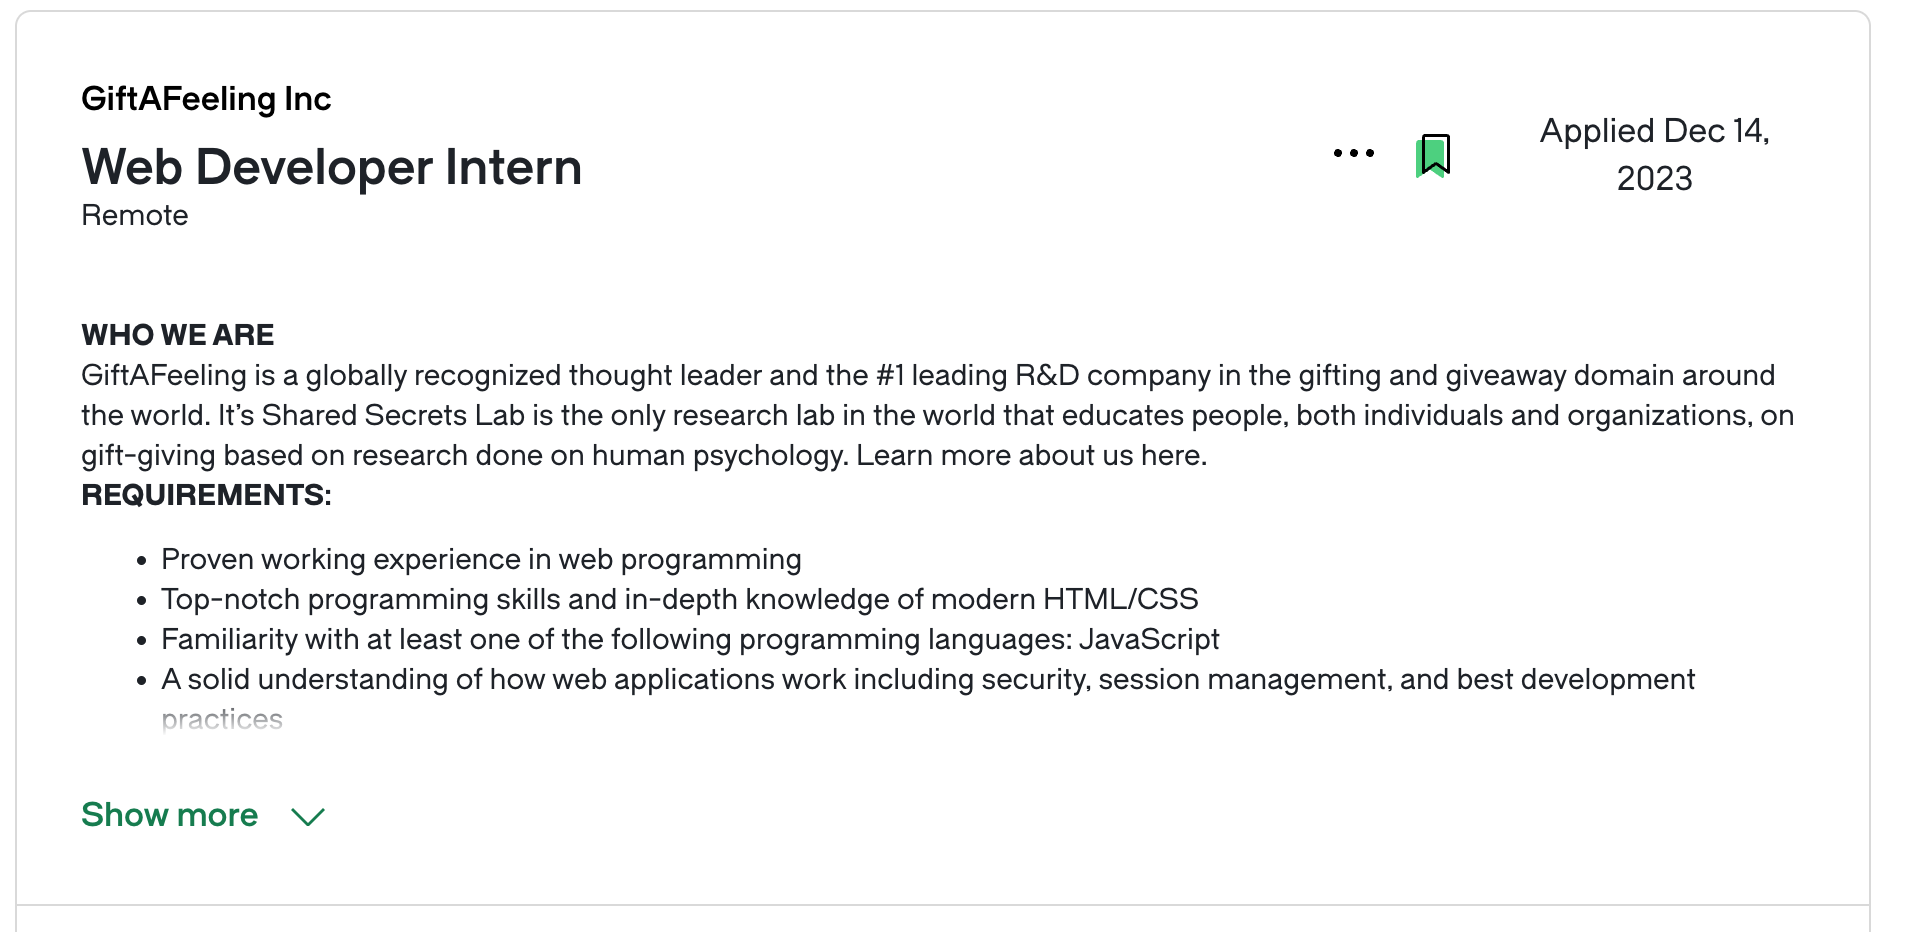 GiftAFeeling Inc
Web Developer Intern
Remote
Applied Dec 14,
2023
WHO WE ARE
GiftAFeeling is a globally recognized thought leader and the #1 leading R&D company in the gifting and giveaway domain around
the world. It’s Shared Secrets Lab is the only research lab in the world that educates people, both individuals and organizations, on
gift-giving based on research done on human psychology. Learn more about us here.
REQUIREMENTS:
• Proven working experience in web programming
• Top-notch programming skills and in-depth knowledge of modern HTML/CSS
• Familiarity with at least one of the following programming languages: JavaScript
• A solid understanding of how web applications work including security, session management, and best development
practices
Show more